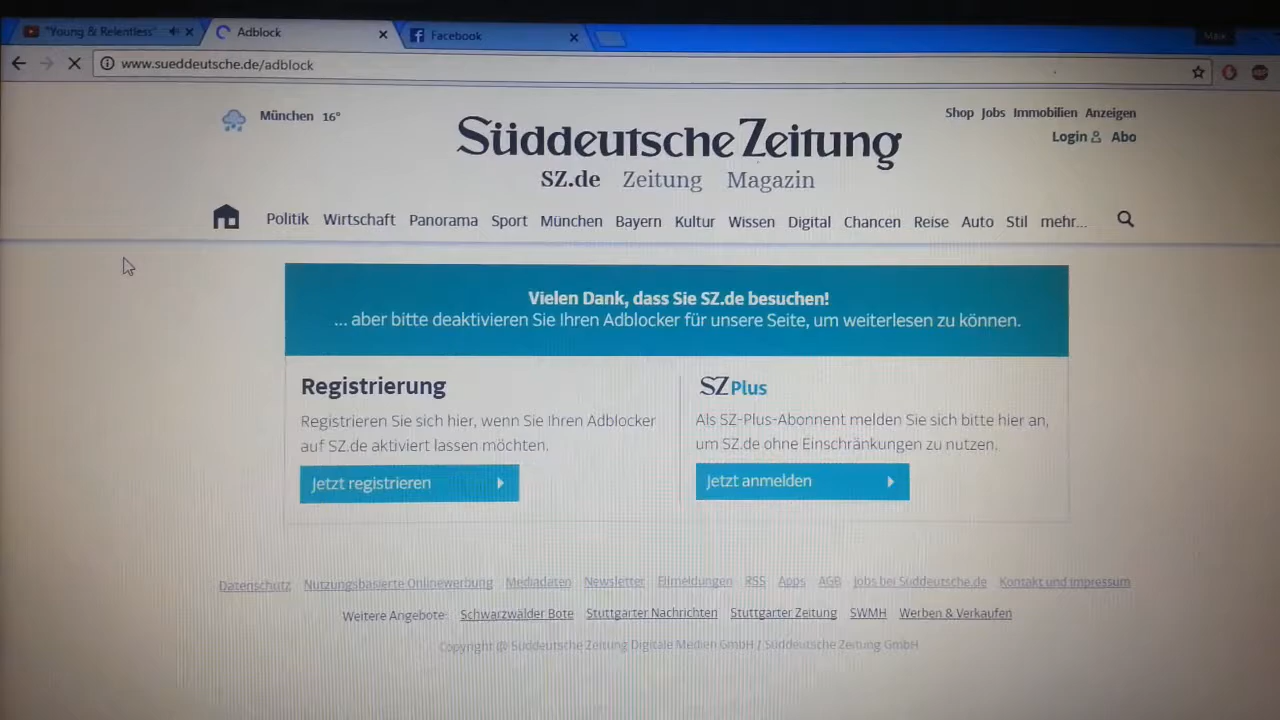 "Young & Relentless"
Adblock
Facebook
Maik
www.sueddeutsche.de/adblock
München 16°
Shop Jobs Immobilien Anzeigen
Login Abo
Süddeutsche Zeitung
SZ.de Zeitung Magazin
Politik Wirtschaft Panorama Sport München Bayern Kultur Wissen Digital Chancen Reise Auto Stil mehr...
Vielen Dank, dass Sie SZ.de besuchen!
... aber bitte deaktivieren Sie Ihren Adblocker für unsere Seite, um weiterlesen zu können.
Registrierung
Registrieren Sie sich hier, wenn Sie Ihren Adblocker
auf SZ.de aktiviert lassen möchten.
Jetzt registrieren
SZ Plus
Als SZ-Plus-Abonnent melden Sie sich bitte hier an,
um SZ.de ohne Einschränkungen zu nutzen.
Jetzt anmelden
Datenschutz Nutzungsbasierte Onlinewerbung Mediadaten Newsletter Eilmeldungen RSS Apps AGB Jobs bei Süddeutsche.de Kontakt und Impressum
Weitere Angebote: Schwarzwälder Bote Stuttgarter Nachrichten Stuttgarter Zeitung SWMH Werben & Verkaufen
Copyright © Süddeutsche Zeitung Digitale Medien GmbH / Süddeutsche Zeitung GmbH